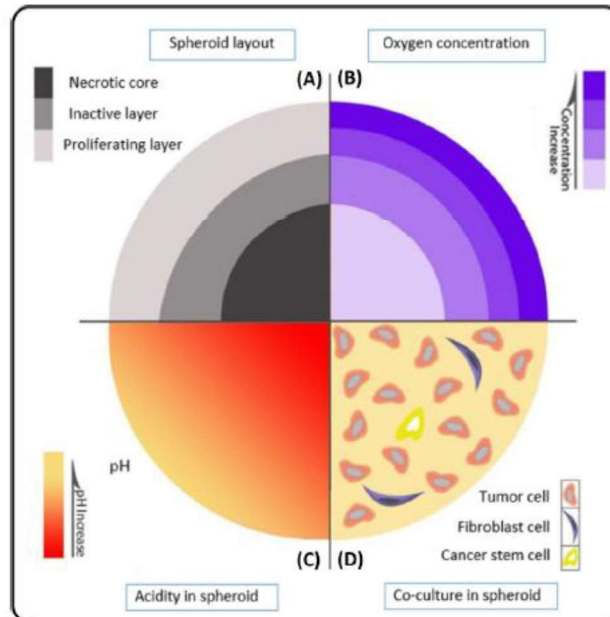 Spheroid layout
Oxygen concentration
(A)
(B)
Necrotic core
Inactive layer
Proliferating layer
Concentration
Increase
pH
pH Increase
Tumor cell
Fibroblast cell
Cancer stem cell
(C)
(D)
Acidity in spheroid
Co-culture in spheroid